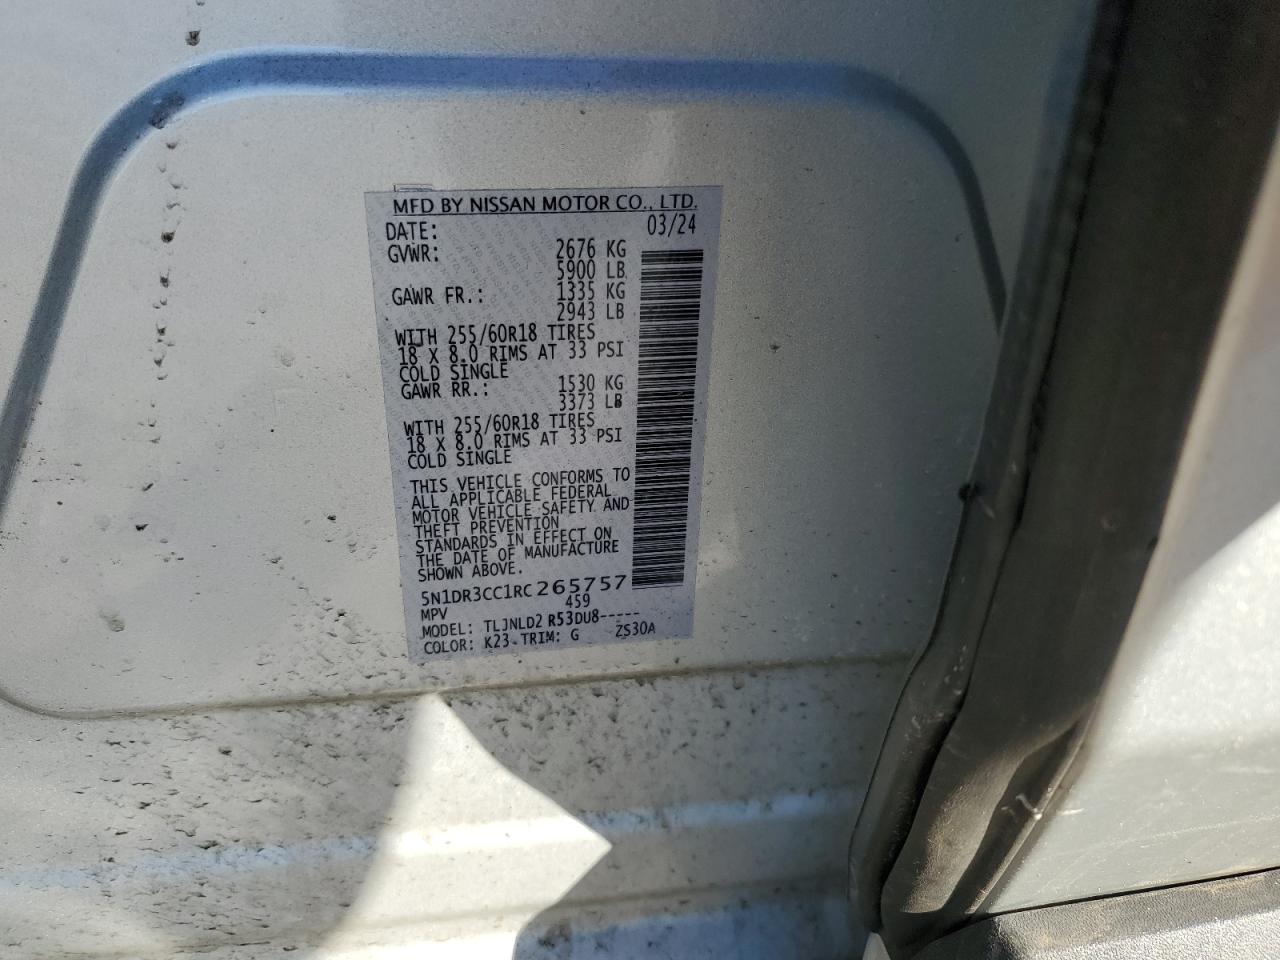 MFD BY NISSAN MOTOR CO., LTD.
DATE: 03/24
GVWR: 2676 KG
5900 LB
GAWR FR.: 1335 KG
2943 LB
WITH 255/60R18 TIRES
18 X 8.0 RIMS AT 33 PSI
COLD SINGLE
GAWR RR.: 1530 KG
3373 LB
WITH 255/60R18 TIRES
18 X 8.0 RIMS AT 33 PSI
COLD SINGLE
THIS VEHICLE CONFORMS TO
ALL APPLICABLE FEDERAL
MOTOR VEHICLE SAFETY AND
THEFT PREVENTION
STANDARDS IN EFFECT ON
THE DATE OF MANUFACTURE
SHOWN ABOVE.
5N1DR3CC1RC265757
MPV 459
MODEL: TLJNLD2 R53DU8-----
COLOR: K23 TRIM: G ZS30A